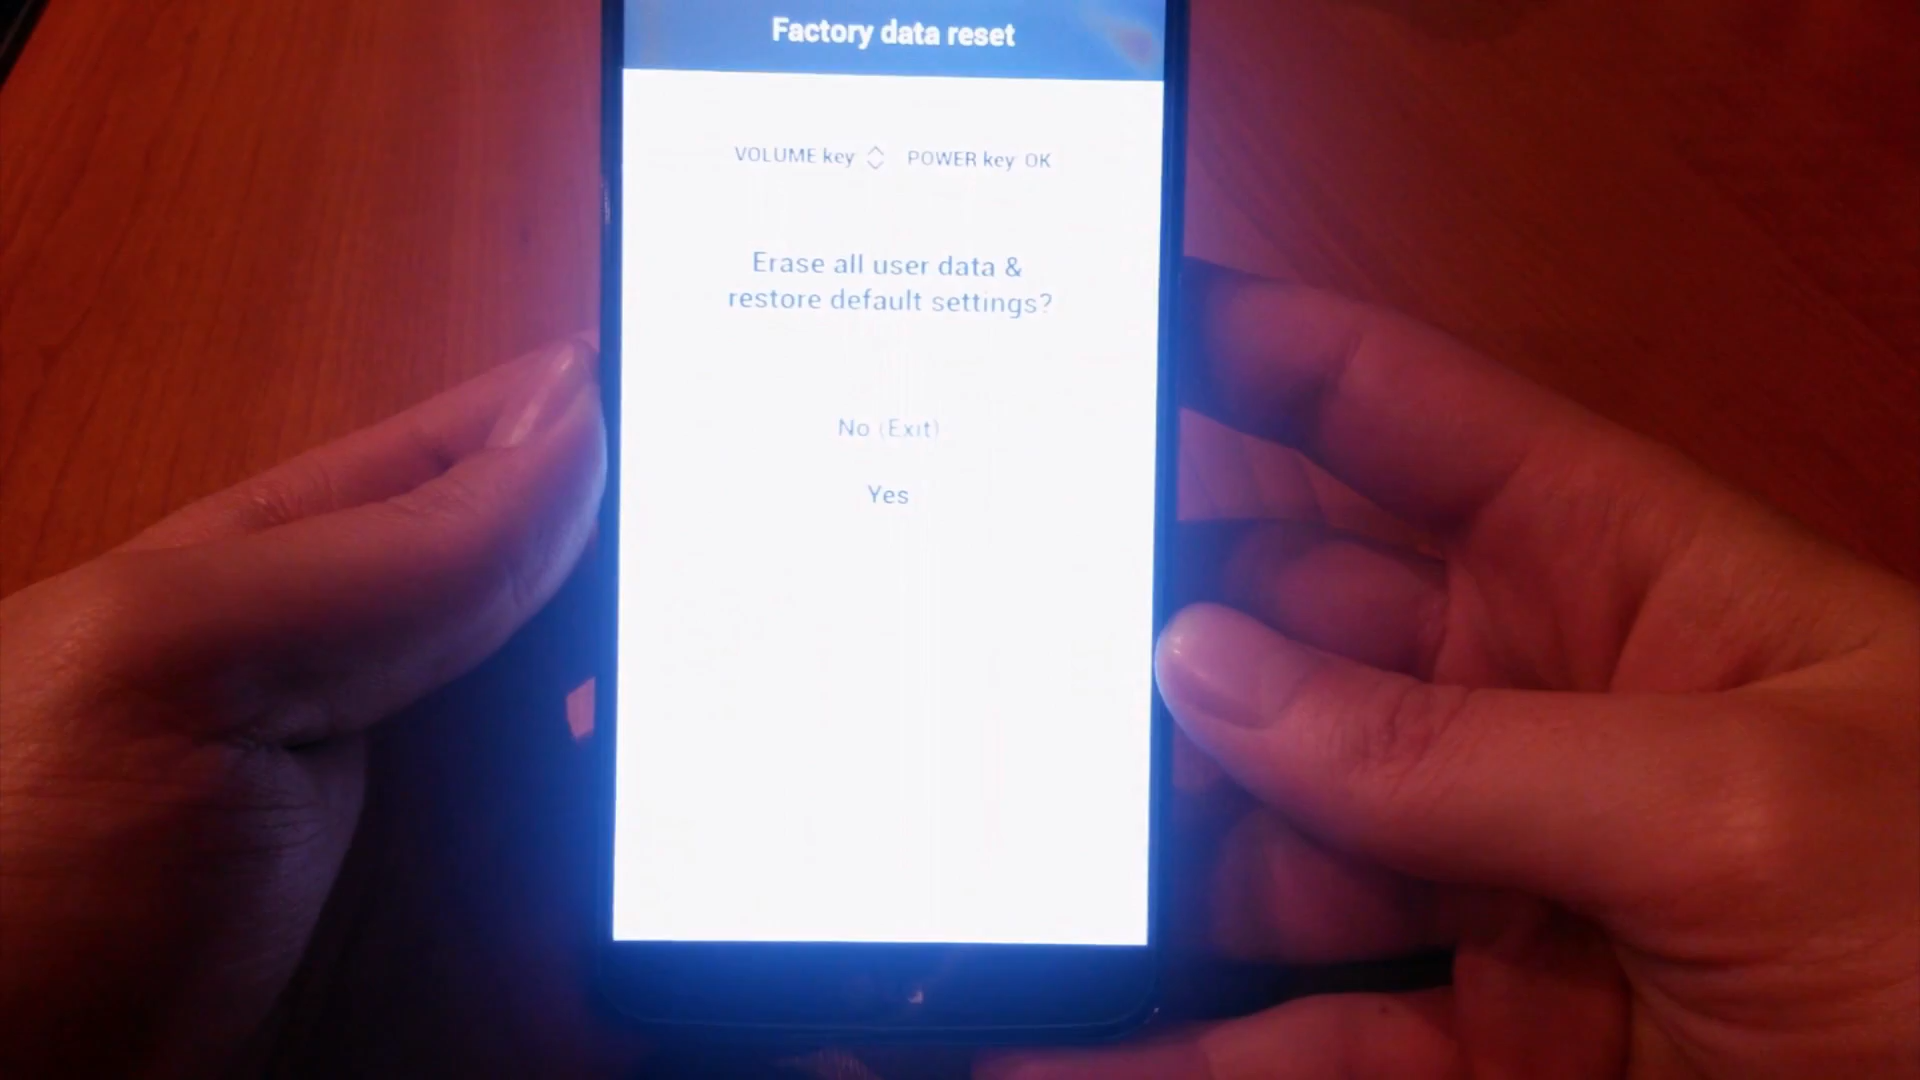 Factory data reset
VOLUME key POWER key OK
Erase all user data &
restore default settings?
No (Exit)
Yes